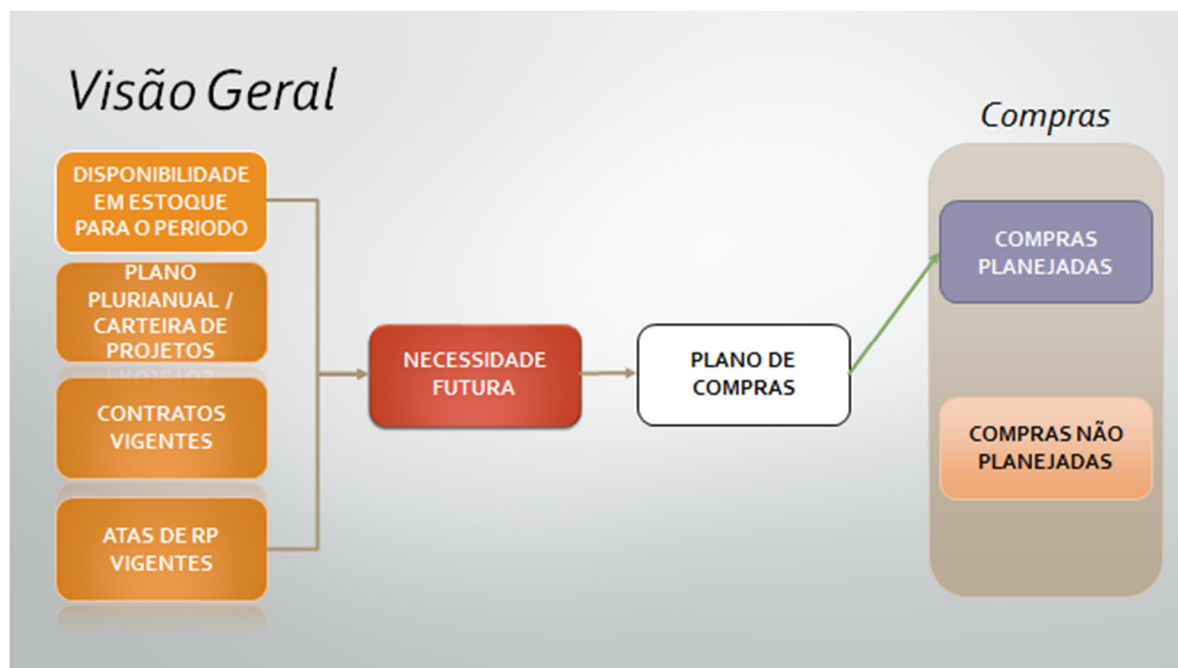 Visão Geral
Compras
DISPONIBILIDADE
EM ESTOQUE
PARA O PERIODO
PLANO
PLURIANUAL /
CARTEIRA DE
PROJETOS
CONTRATOS
VIGENTES
ATAS DE RP
VIGENTES
NECESSIDADE
FUTURA
PLANO DE
COMPRAS
COMPRAS
PLANEJADAS
COMPRAS NÃO
PLANEJADAS